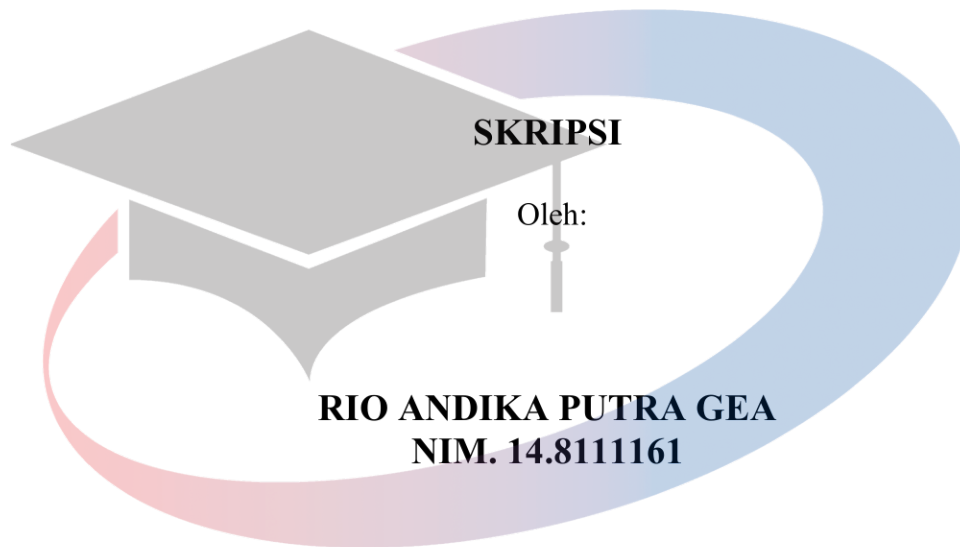 SKRIPSI
Oleh:
RIO ANDIKA PUTRA GEA
NIM. 14.8111161